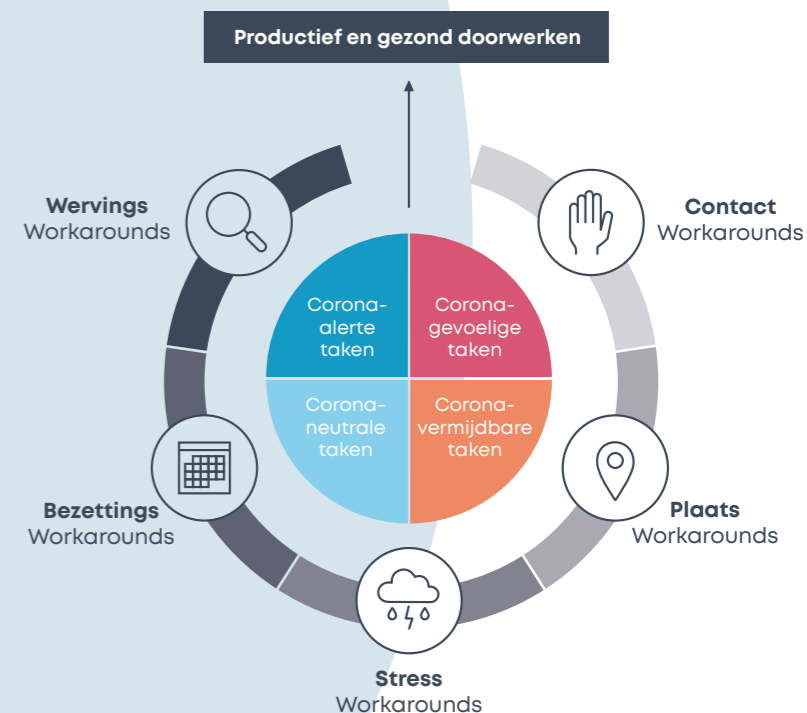 Productief en gezond doorwerken
Wervings
Workarounds
Contact
Workarounds
Corona-
alerte
taken
Corona-
gevoelige
taken
Corona-
neutrale
taken
Corona-
vermijdbare
taken
Bezettings
Workarounds
Plaats
Workarounds
Stress
Workarounds